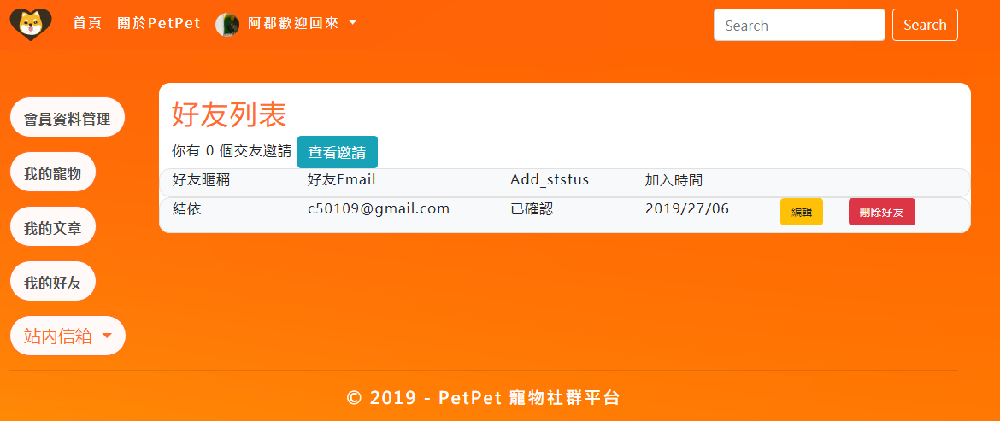 首頁 關於PetPet 阿郡歡迎回來 Search Search
會員資料管理
我的寵物
我的文章
我的好友
站內信箱
好友列表
你有 0 個交友邀請 查看邀請
好友暱稱 好友Email Add_ststus 加入時間
結依 c50109@gmail.com 已確認 2019/27/06 編輯 刪除好友
© 2019 - PetPet 寵物社群平台